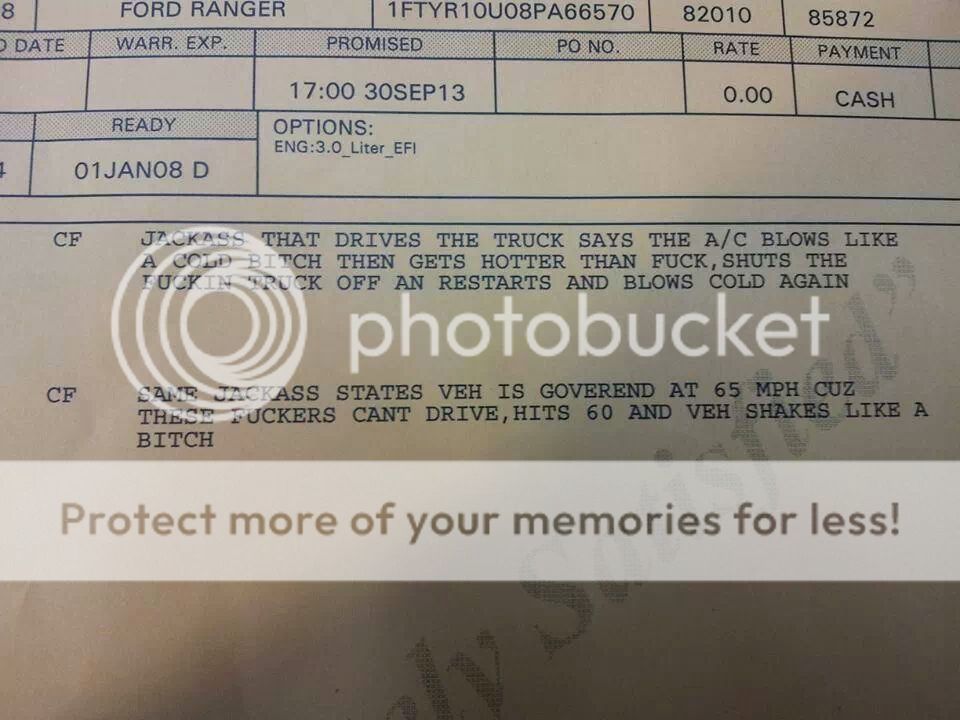 8 FORD RANGER 1FTYR10U08PA66570 82010 85872
DATE WARR. EXP. PROMISED PO NO. RATE PAYMENT
17:00 30SEP13 0.00 CASH
READY OPTIONS:
ENG:3.0_Liter_EFI
4 01JAN08 D
CF JACKASS THAT DRIVES THE TRUCK SAYS THE A/C BLOWS LIKE
A COLD BITCH THEN GETS HOTTER THAN FUCK,SHUTS THE
FUCKIN TRUCK OFF AN RESTARTS AND BLOWS COLD AGAIN
photobucket
CF SAME JACKASS STATES VEH IS GOVEREND AT 65 MPH CUZ
THESE FUCKERS CANT DRIVE,HITS 60 AND VEH SHAKES LIKE A
BITCH
Protect more of your memories for less!
Satisfied”